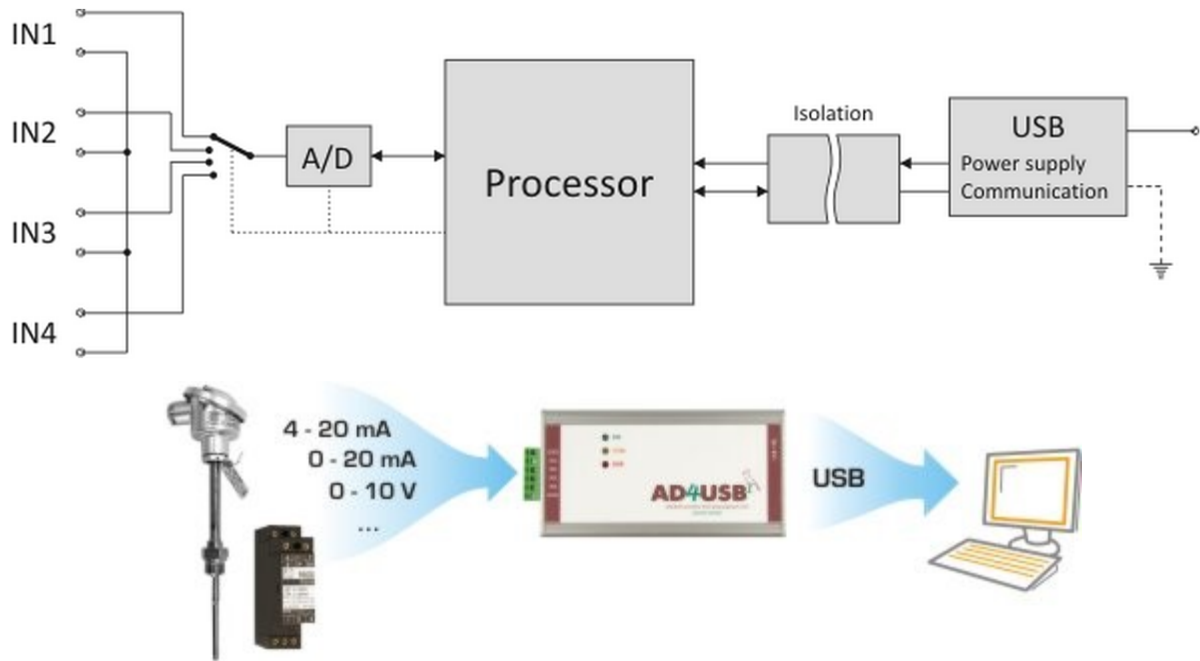 IN1
IN2
IN3
IN4
A/D
Processor
Isolation
USB
Power supply
Communication
4 - 20 mA
0 - 20 mA
0 - 10 V
...
AD4USB
USB